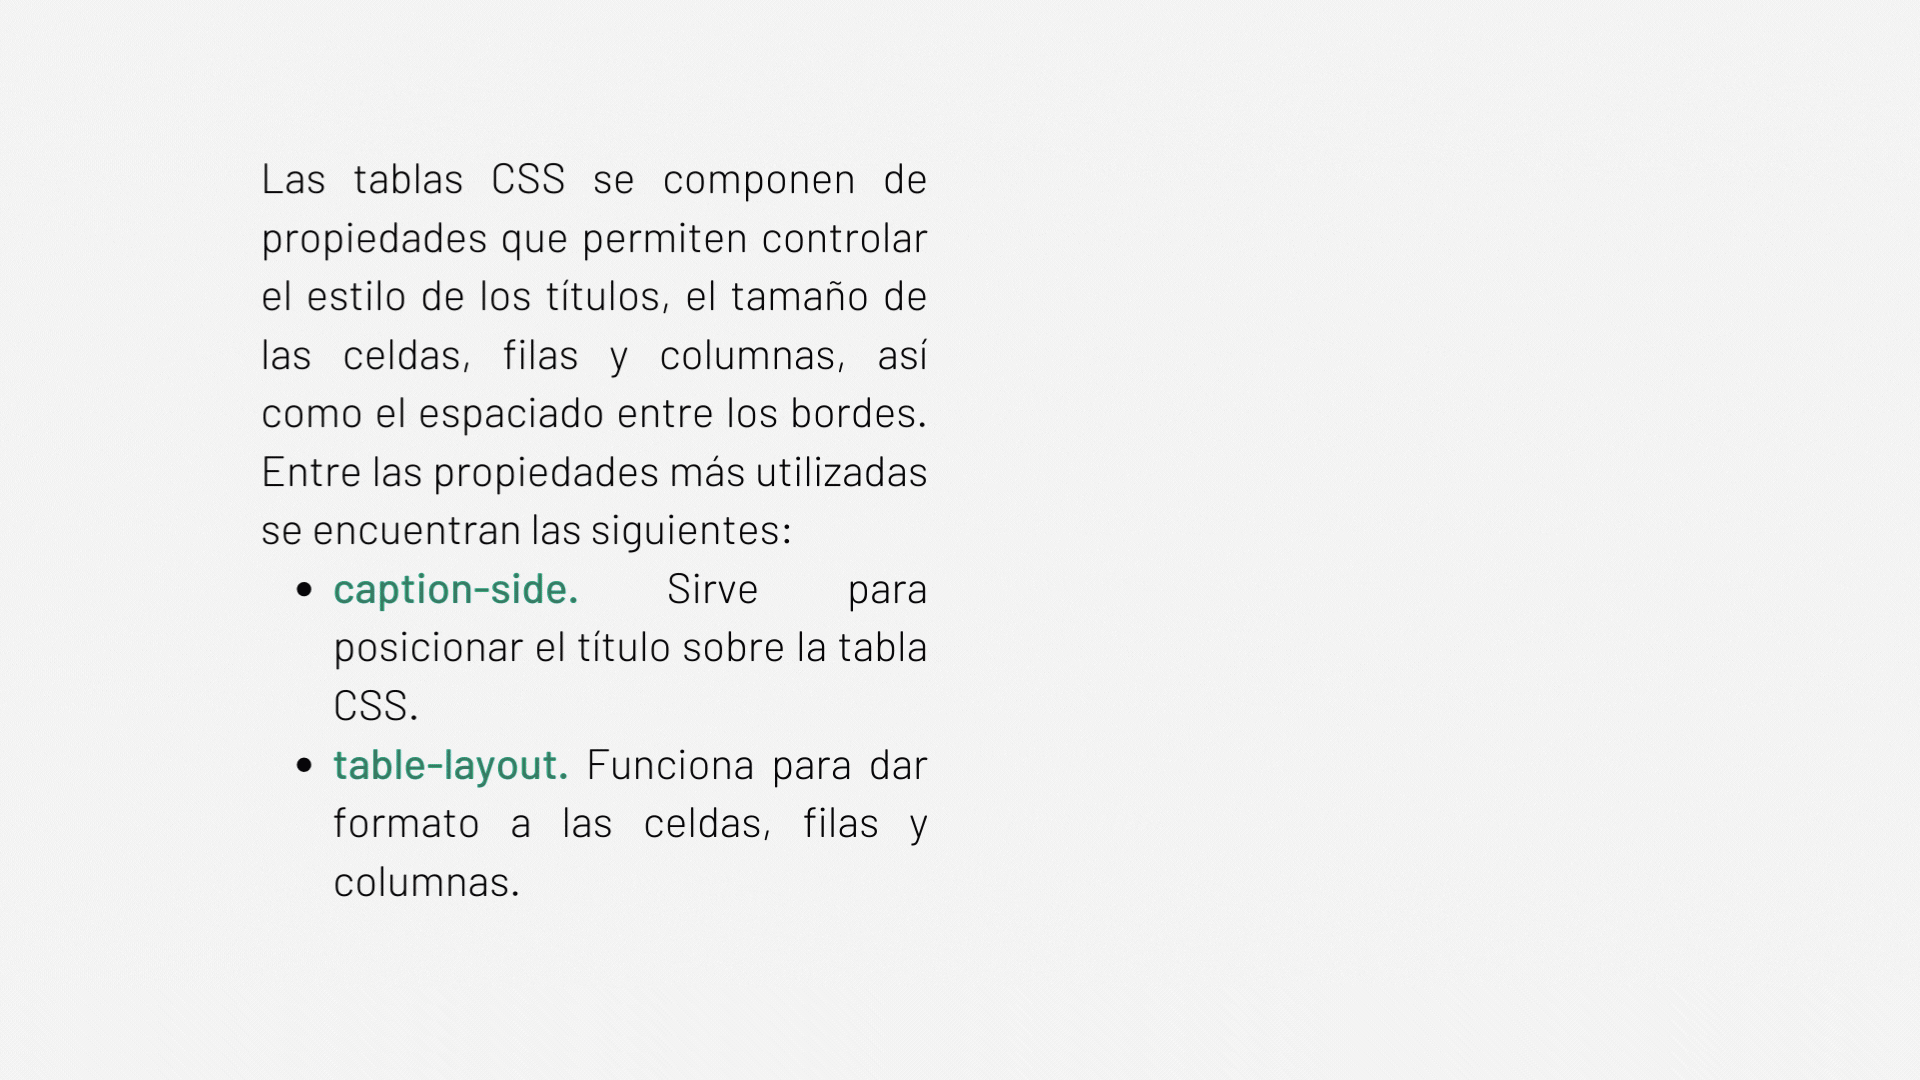 Las tablas CSS se componen de
propiedades que permiten controlar
el estilo de los títulos, el tamaño de
las celdas, filas y columnas, así
como el espaciado entre los bordes.
Entre las propiedades más utilizadas
se encuentran las siguientes:
• caption-side. Sirve para
posicionar el título sobre la tabla
CSS.
• table-layout. Funciona para dar
formato a las celdas, filas y
columnas.